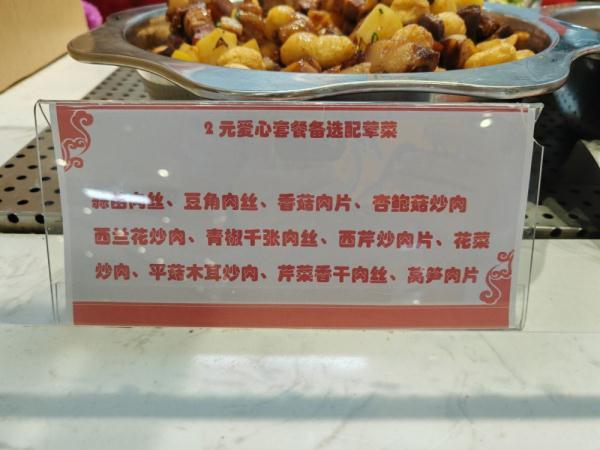 2元爱心套餐备选配荤菜
蒜苗肉丝、豆角肉丝、香菇肉片、杏鲍菇炒肉
西兰花炒肉、青椒千张肉丝、西芹炒肉片、花菜
炒肉、平菇木耳炒肉、芹菜香干肉丝、莴笋肉片